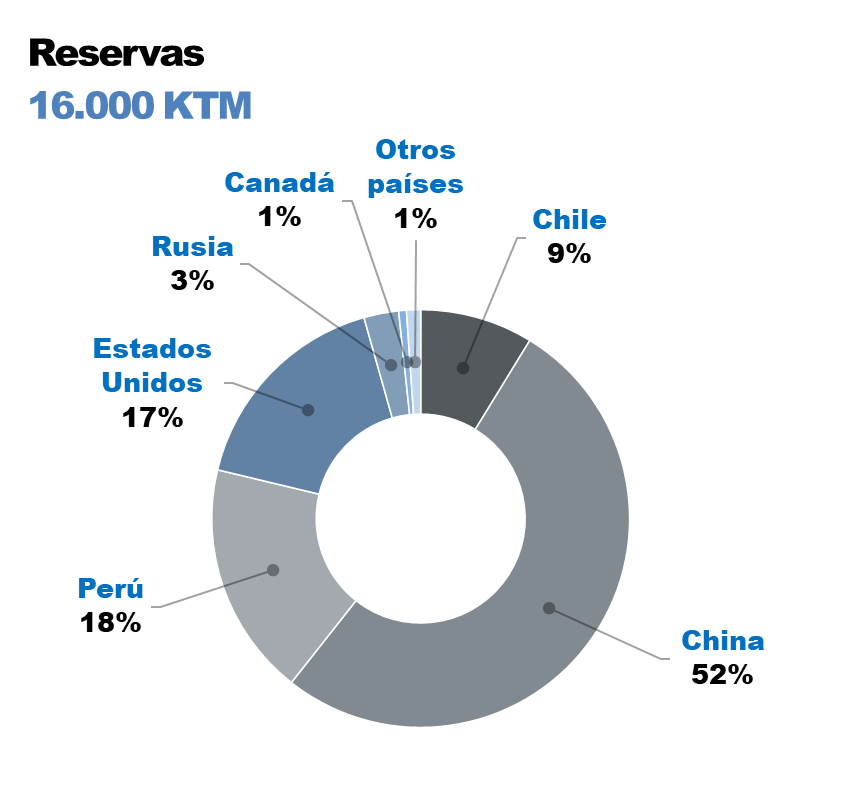 Reservas
16.000 KTM
Otros
países
1%
Canadá
1%
Chile
9%
Rusia
3%
Estados
Unidos
17%
Perú
18%
China
52%